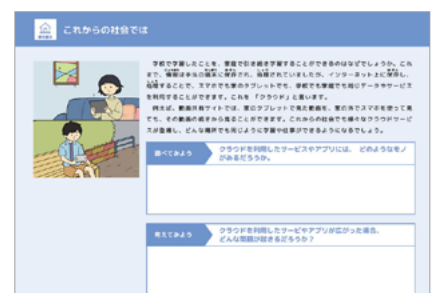 これからの社会では
学校で学習したことを、家庭で引き続き学習することができるのはなぜでしょうか。これ
まで、情報は手元の端末に保存され、処理されていましたが、インターネット上に保存し、
処理することで、スマホでも家のタブレットでも、学校でも家庭でも同じデータやサービス
を利用することができます。これを「クラウド」と言います。
例えば、動画共有サイトでは、家のタブレットで見た動画を、家の外でスマホを使って見
ても、その動画の続きから見ることができます。これからの社会でも様々なクラウドサービ
スが登場し、どんな場所でも同じように学習や仕事ができるようになるでしょう。
調べてみよう
クラウドを利用したサービスやアプリには、どのようなモノ
があるだろうか。
考えてみよう
クラウドを利用したサービやアプリが広がった場合、
どんな問題が起きるだろうか？